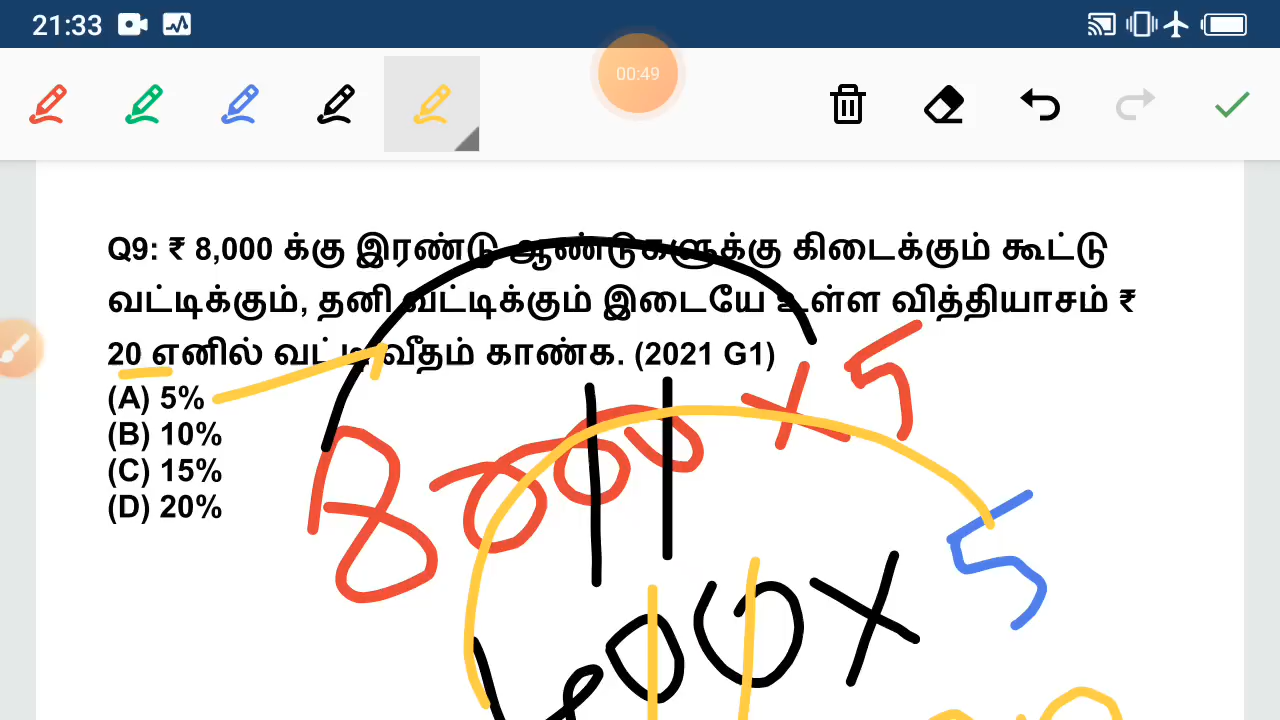 21:33
00:49
Q9: ₹ 8,000 க்கு இரண்டு ஆண்டுகளுக்கு கிடைக்கும் கூட்டு
வட்டிக்கும், தனி வட்டிக்கும் இடையே உள்ள வித்தியாசம் ₹
20 எனில் வட்டி வீதம் காண்க. (2021 G1)
(A) 5%
(B) 10%
(C) 15%
(D) 20%
8000 x 5
400 x 5